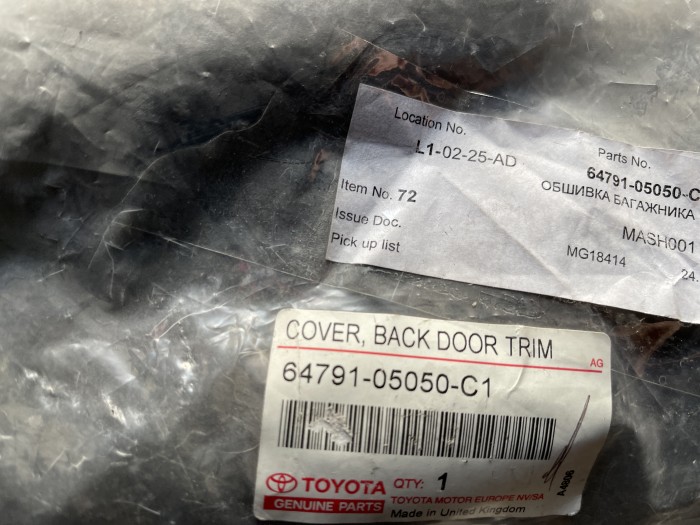 Location No.
L1-02-25-AD
Parts No.
64791-05050-C
ОБШИВКА БАГАЖНИКА
Item No. 72
MASH001
Issue Doc.
MG18414
24.
Pick up list
COVER, BACK DOOR TRIM
AG
64791-05050-C1
TOYOTA QTY: 1
GENUINE PARTS
TOYOTA MOTOR EUROPE NV/SA
Made in United Kingdom
A4806